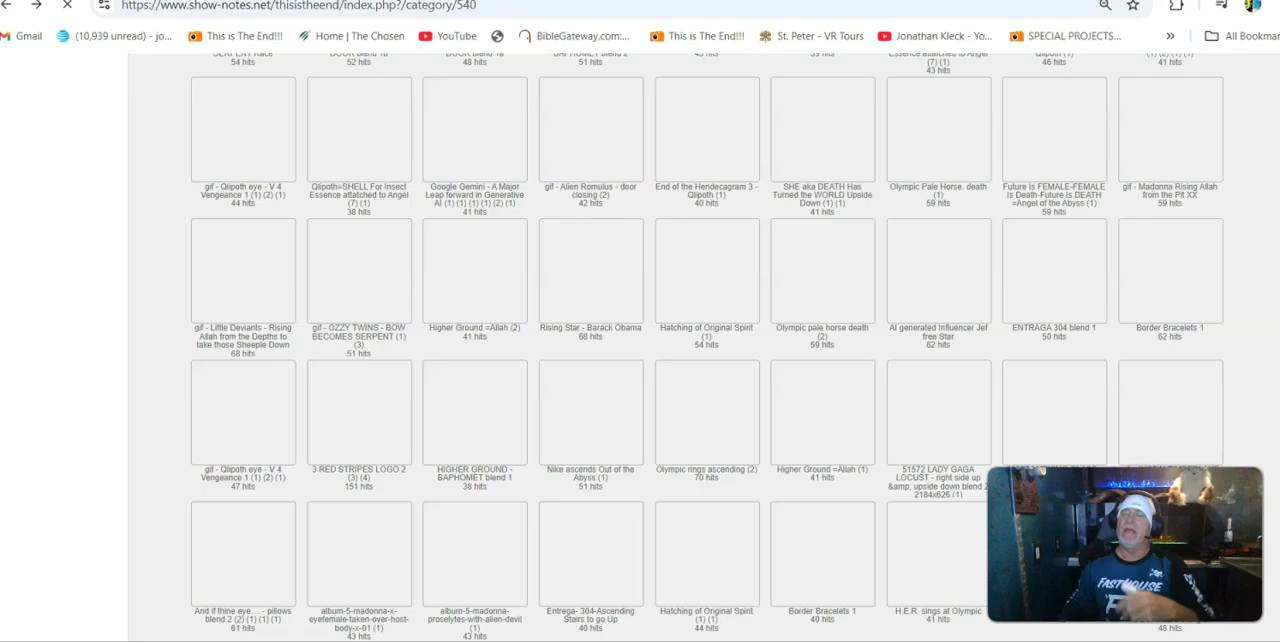 https://www.show-notes.net/thisistheend/index.php?/category/540
Gmail
(10,939 unread) - jo...
This is The End!!!
Home | The Chosen
YouTube
BibleGateway.com:...
This is The End!!!
St. Peter - VR Tours
Jonathan Kleck - Yo...
SPECIAL PROJECTS...
»
All Bookmar
54 hits
52 hits
48 hits
51 hits
(7) (1)
43 hits
46 hits
41 hits
gif - Qlipoth eye - V 4
Vengeance 1 (1) (2) (1)
44 hits
Qlipoth=SHELL For Insect
Essence attatched to Angel
(7) (1)
38 hits
Google Gemini - A Major
Leap forward in Generative
AI (1) (1) (1) (1) (2) (1)
41 hits
gif - Alien Romulus - door
closing (2)
42 hits
End of the Hendecagram 3 -
Qlipoth (1)
40 hits
SHE aka DEATH Has
Turned the WORLD Upside
Down (1) (1)
41 hits
Olympic Pale Horse. death
(1)
59 hits
Future Is FEMALE-FEMALE
Is Death-Future Is DEATH
=Angel of the Abyss (1)
59 hits
gif - Madonna Rising Allah
from the Pit XX
59 hits
gif - Little Deviants - Rising
Allah from the Depths to
take those Sheeple Down
68 hits
gif - OZZY TWINS - BOW
BECOMES SERPENT (1)
(3)
51 hits
Higher Ground =Allah (2)
41 hits
Rising Star - Barack Obama
68 hits
Hatching of Original Spirit
(1)
54 hits
Olympic pale horse death
(2)
59 hits
AI generated Influencer Jef
free Star
62 hits
ENTRAGA 304 blend 1
50 hits
Border Bracelets 1
62 hits
gif - Qlipoth eye - V 4
Vengeance 1 (1) (2) (1)
47 hits
3 RED STRIPES LOGO 2
(3) (4)
151 hits
HIGHER GROUND -
BAPHOMET blend 1
38 hits
Nike ascends Out of the
Abyss (1)
51 hits
Olympic rings ascending (2)
70 hits
Higher Ground =Allah (1)
41 hits
51572 LADY GAGA
LOCUST - right side up
&amp; upside down blend 2
2184x626 (1)
And if thine eye.... - pillows
blend 2 (2) (1) (1) (1)
61 hits
album-5-madonna-x-
eyefemale-taken-over-host-
body-x-01 (1)
43 hits
album-5-madonna-
proselytes-with-alien-devil
(1)
43 hits
Entrega- 304-Ascending
Stairs to go Up
40 hits
Hatching of Original Spirit
(1) (1)
44 hits
Border Bracelets 1
40 hits
H.E.R. sings at Olympic
41 hits
48 hits
FASTHOUSE